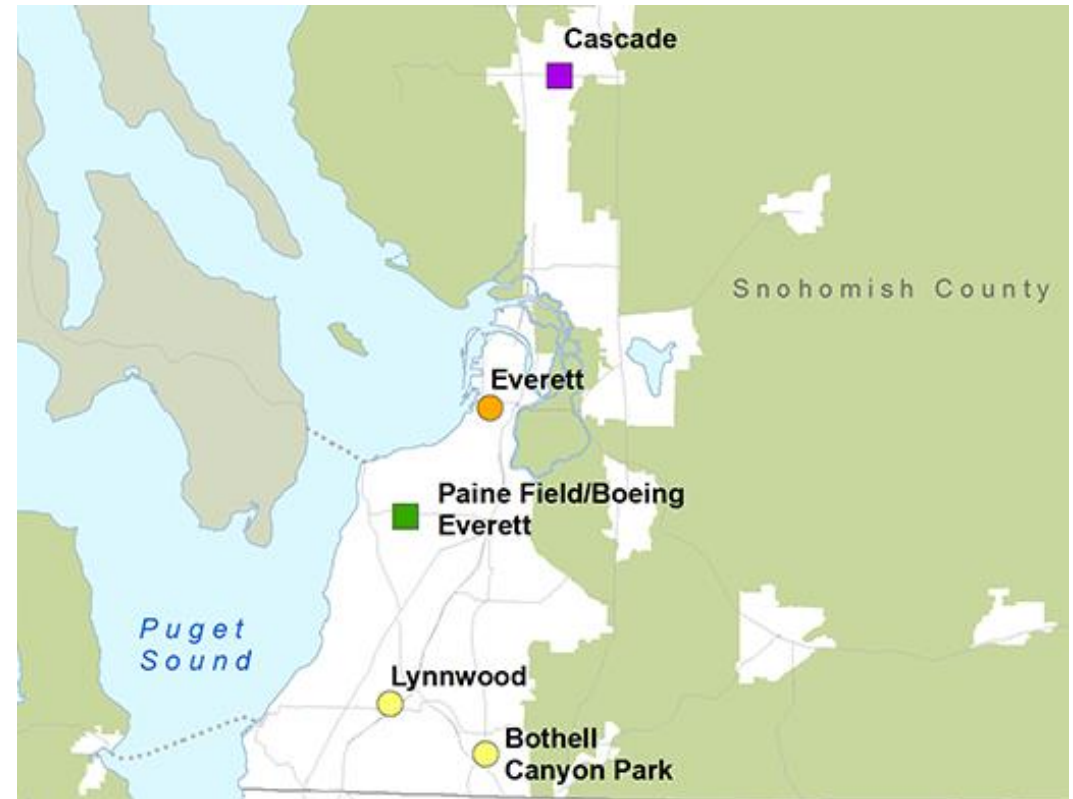 Cascade
Snohomish County
Everett
Paine Field/Boeing
Everett
Puget
Sound
Lynnwood
Bothell
Canyon Park